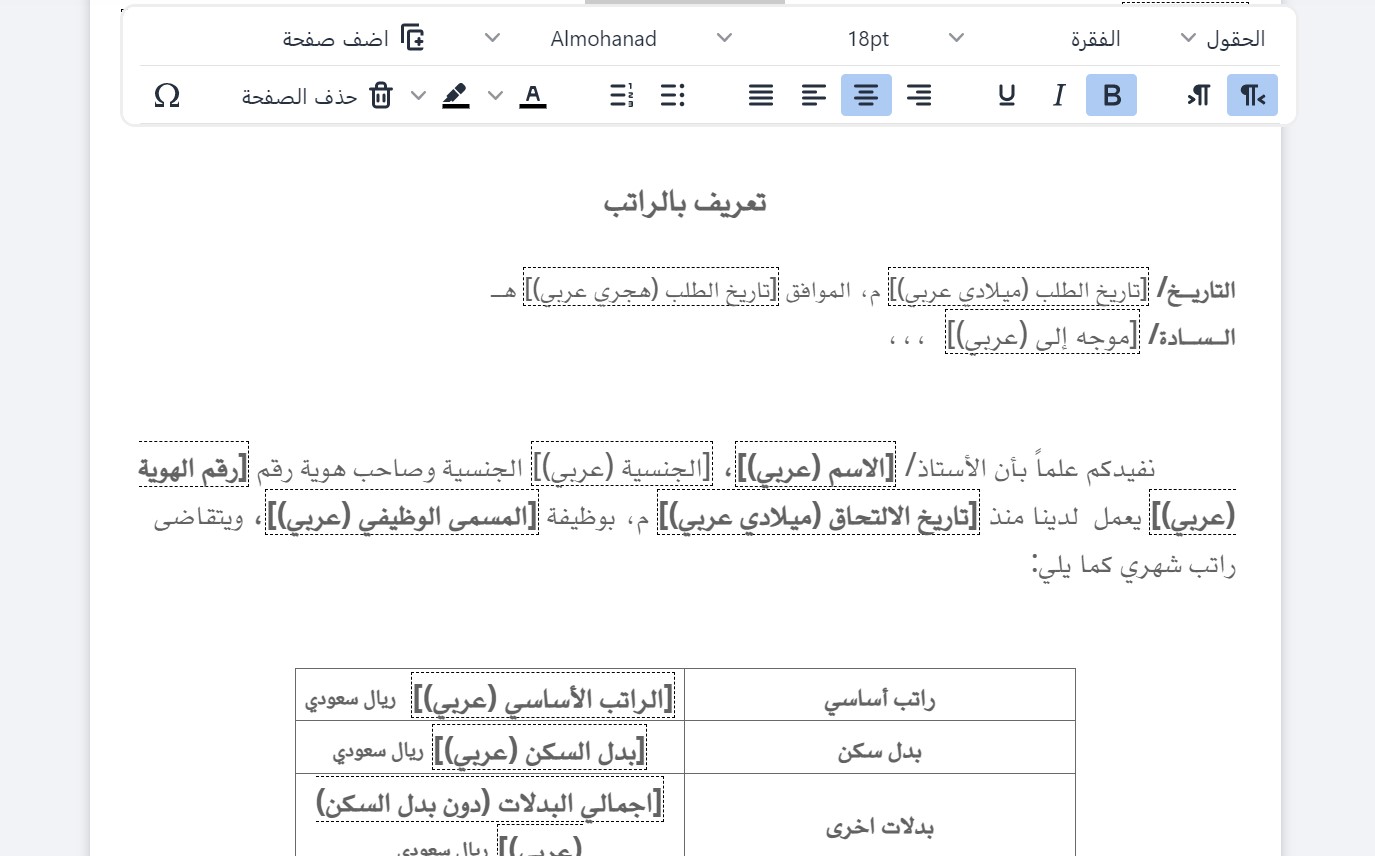 الحقول الفقرة 18pt Almohanad اضف صفحة
B I U A حذف الصفحة Ω
تعريف بالراتب
التاريـخ/ [تاريخ الطلب (ميلادي عربي)] م، الموافق [تاريخ الطلب (هجري عربي)] هـ
الـسـادة/ [موجه إلى (عربي)] ، ، ،
نفيدكم علماً بأن الأستاذ/ [الاسم (عربي)]، [الجنسية (عربي)] الجنسية وصاحب هوية رقم [رقم الهوية
(عربي)] يعمل لدينا منذ [تاريخ الالتحاق (ميلادي عربي)] م، بوظيفة [المسمى الوظيفي (عربي)]، ويتقاضى
راتب شهري كما يلي:
راتب أساسي [الراتب الأساسي (عربي)] ريال سعودي
بدل سكن [بدل السكن (عربي)] ريال سعودي
بدلات اخرى [اجمالي البدلات (دون بدل السكن)
(عربي)] ريال سعودي